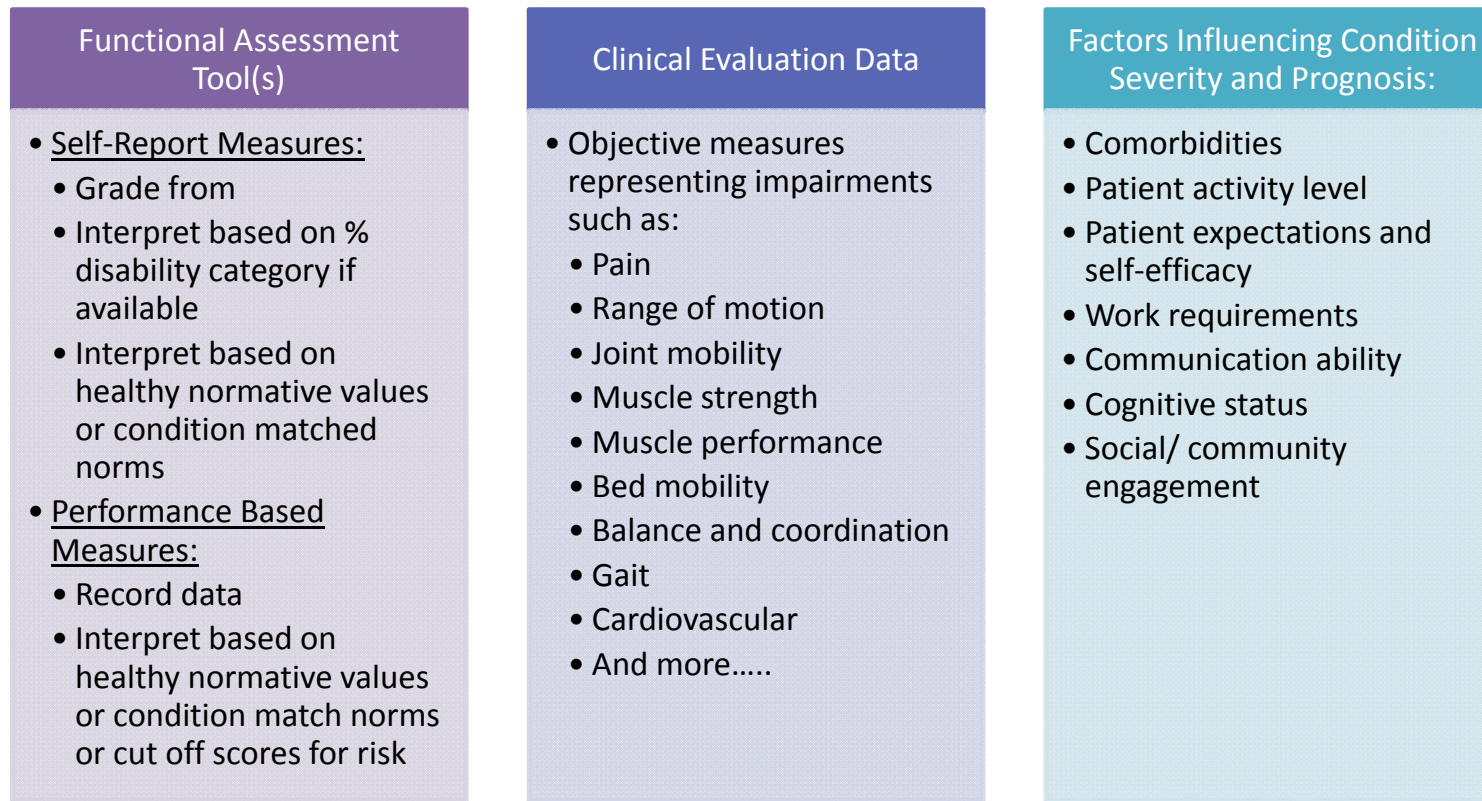 Functional Assessment
Tool(s)
• Self-Report Measures:
• Grade from
• Interpret based on %
disability category if
available
• Interpret based on
healthy normative values
or condition matched
norms
• Performance Based
Measures:
• Record data
• Interpret based on
healthy normative values
or condition match norms
or cut off scores for risk
Clinical Evaluation Data
• Objective measures
representing impairments
such as:
• Pain
• Range of motion
• Joint mobility
• Muscle strength
• Muscle performance
• Bed mobility
• Balance and coordination
• Gait
• Cardiovascular
• And more…..
Factors Influencing Condition
Severity and Prognosis:
• Comorbidities
• Patient activity level
• Patient expectations and
self-efficacy
• Work requirements
• Communication ability
• Cognitive status
• Social/ community
engagement